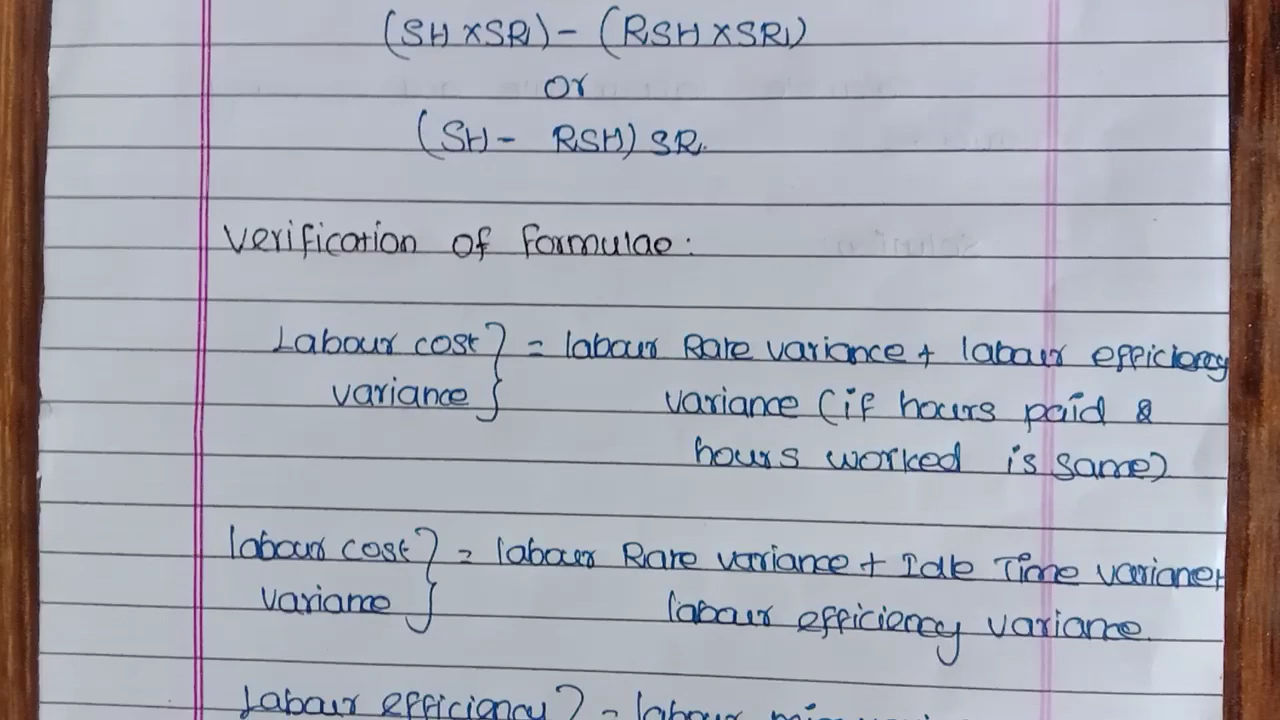 (SH×SR) - (RSH×SR)
or
(SH - RSH) SR.
Verification of Formulae:
Labour cost } = labour Rate variance + labour efficiency
variance variance (if hours paid &
hours worked is same)
labour cost } = labour Rate variance + Idle Time variance +
variance labour efficiency variance.
Labour efficiency } = labour mix